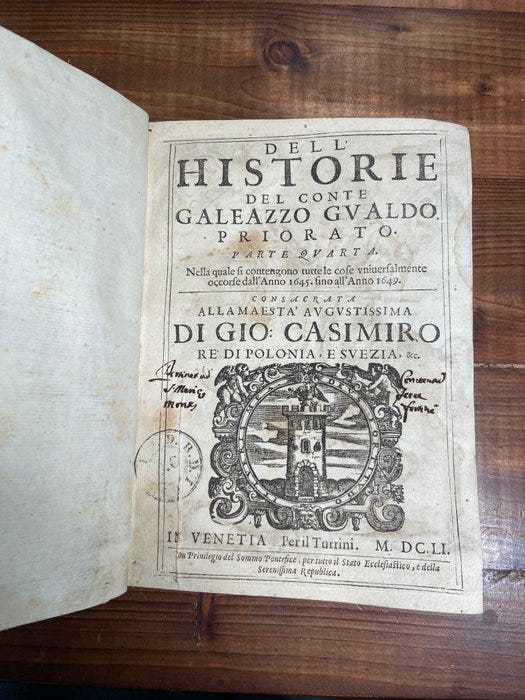 DELL'
HISTORIE
DEL CONTE
GALEAZZO GVALDO
PRIORATO.
PARTE QVARTA.
Nella quale si contengono tutte le cose vniuersalmente
occorse dall'Anno 1645. sino all'Anno 1649.
CONSACRATA
ALLA MAESTA' AVGVSTISSIMA
DI GIO: CASIMIRO
RE' DI POLONIA, E SVEZIA, &c.
IN VENETIA Per il Turrini. M. DC. LI.
Con Priuilegio del Sommo Pontefice, per tutto il Stato Ecclesiastico, e della
Serenissima Republica.